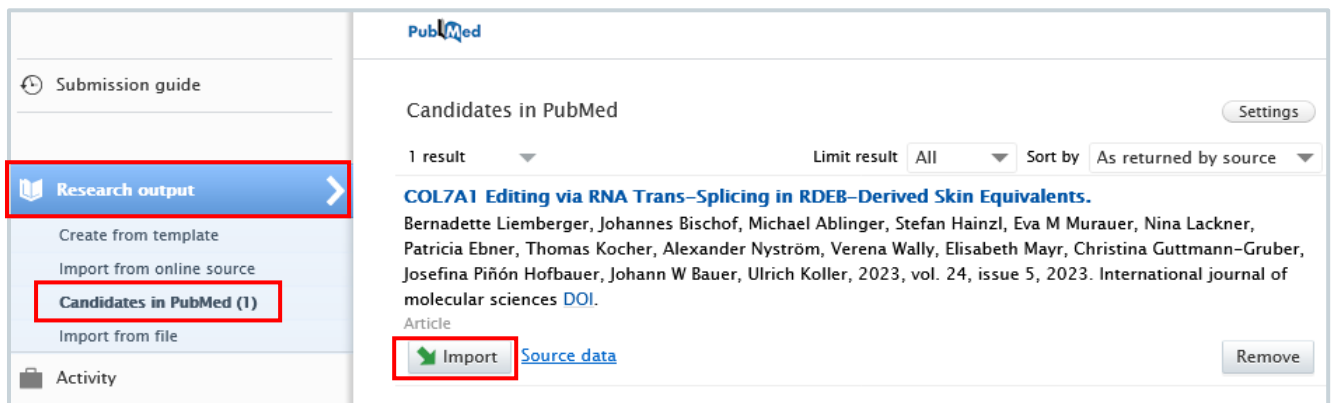 PubMed
Submission guide
Research output
Create from template
Import from online source
Candidates in PubMed (1)
Import from file
Activity
Candidates in PubMed
Settings
1 result
Limit result All
Sort by As returned by source
COL7A1 Editing via RNA Trans-Splicing in RDEB-Derived Skin Equivalents.
Bernadette Liemberger, Johannes Bischof, Michael Ablinger, Stefan Hainzl, Eva M Murauer, Nina Lackner,
Patricia Ebner, Thomas Kocher, Alexander Nyström, Verena Wally, Elisabeth Mayr, Christina Guttmann-Gruber,
Josefina Piñón Hofbauer, Johann W Bauer, Ulrich Koller, 2023, vol. 24, issue 5, 2023. International journal of
molecular sciences DOI.
Article
Import
Source data
Remove